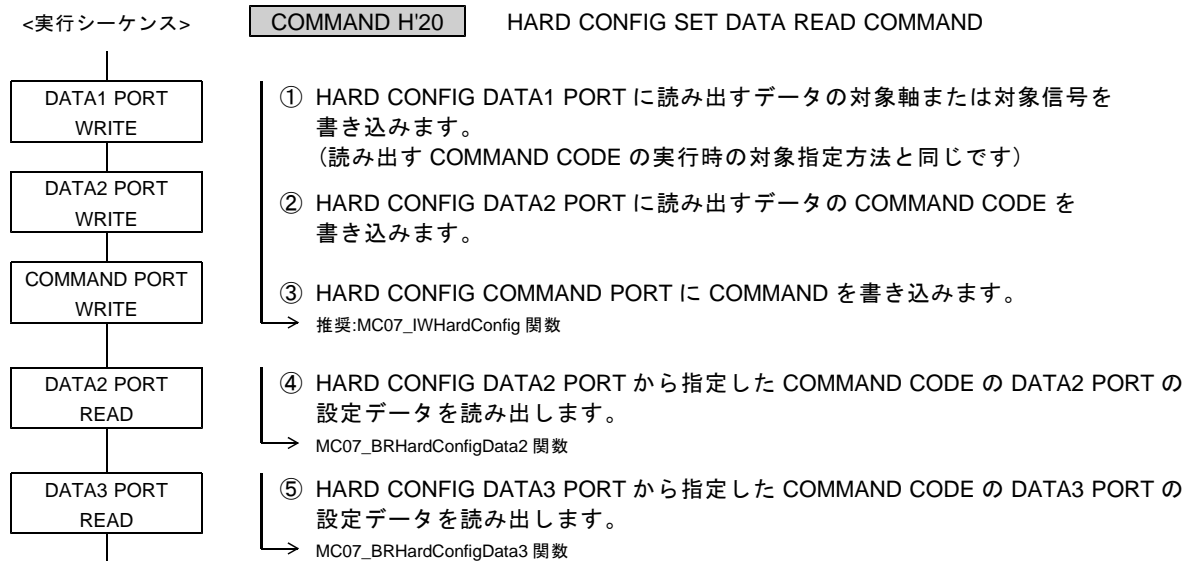 <実行シーケンス>
COMMAND H'20
HARD CONFIG SET DATA READ COMMAND
DATA1 PORT
WRITE
① HARD CONFIG DATA1 PORT に読み出すデータの対象軸または対象信号を
書き込みます。
(読み出す COMMAND CODE の実行時の対象指定方法と同じです)
DATA2 PORT
WRITE
② HARD CONFIG DATA2 PORT に読み出すデータの COMMAND CODE を
書き込みます。
COMMAND PORT
WRITE
③ HARD CONFIG COMMAND PORT に COMMAND を書き込みます。
推奨:MC07_IWHardConfig 関数
DATA2 PORT
READ
④ HARD CONFIG DATA2 PORT から指定した COMMAND CODE の DATA2 PORT の
設定データを読み出します。
MC07_BRHardConfigData2 関数
DATA3 PORT
READ
⑤ HARD CONFIG DATA3 PORT から指定した COMMAND CODE の DATA3 PORT の
設定データを読み出します。
MC07_BRHardConfigData3 関数